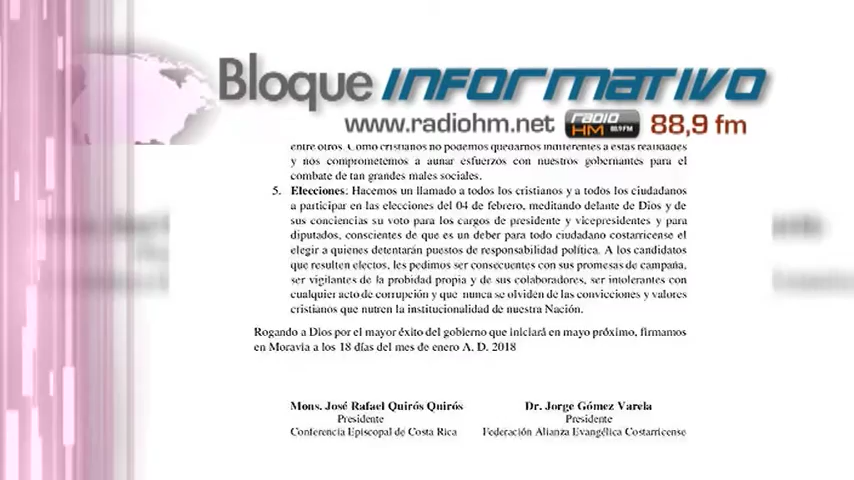 Bloque INFORMATIVO
www.radiohm.net RADIO HM 88.9 FM 88,9 fm
entre otros. Como cristianos no podemos quedarnos indiferentes a estas realidades
y nos comprometemos a aunar esfuerzos con nuestros gobernantes para el
combate de tan grandes males sociales.
5. Elecciones: Hacemos un llamado a todos los cristianos y a todos los ciudadanos
a participar en las elecciones del 04 de febrero, meditando delante de Dios y de
sus conciencias su voto para los cargos de presidente y vicepresidentes y para
diputados, conscientes de que es un deber para todo ciudadano costarricense el
elegir a quienes detentarán puestos de responsabilidad política. A los candidatos
que resulten electos, les pedimos ser consecuentes con sus promesas de campaña,
ser vigilantes de la probidad propia y de sus colaboradores, ser intolerantes con
cualquier acto de corrupción y que nunca se olviden de las convicciones y valores
cristianos que nutren la institucionalidad de nuestra Nación.
Rogando a Dios por el mayor éxito del gobierno que iniciará en mayo próximo, firmamos
en Moravia a los 18 días del mes de enero A. D. 2018
Mons. José Rafael Quirós Quirós Dr. Jorge Gómez Varela
Presidente Presidente
Conferencia Episcopal de Costa Rica Federación Alianza Evangélica Costarricense